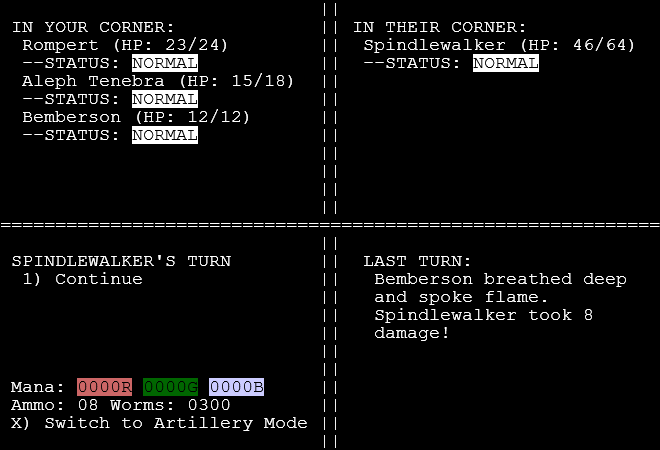 IN YOUR CORNER:
Rompert (HP: 23/24)
--STATUS: NORMAL
Aleph Tenebra (HP: 15/18)
--STATUS: NORMAL
Bemberson (HP: 12/12)
--STATUS: NORMAL
IN THEIR CORNER:
Spindlewalker (HP: 46/64)
--STATUS: NORMAL
SPINDLEWALKER'S TURN
1) Continue
Mana: 0000R 0000G 0000B
Ammo: 08 Worms: 0300
X) Switch to Artillery Mode
LAST TURN:
Bemberson breathed deep
and spoke flame.
Spindlewalker took 8
damage!